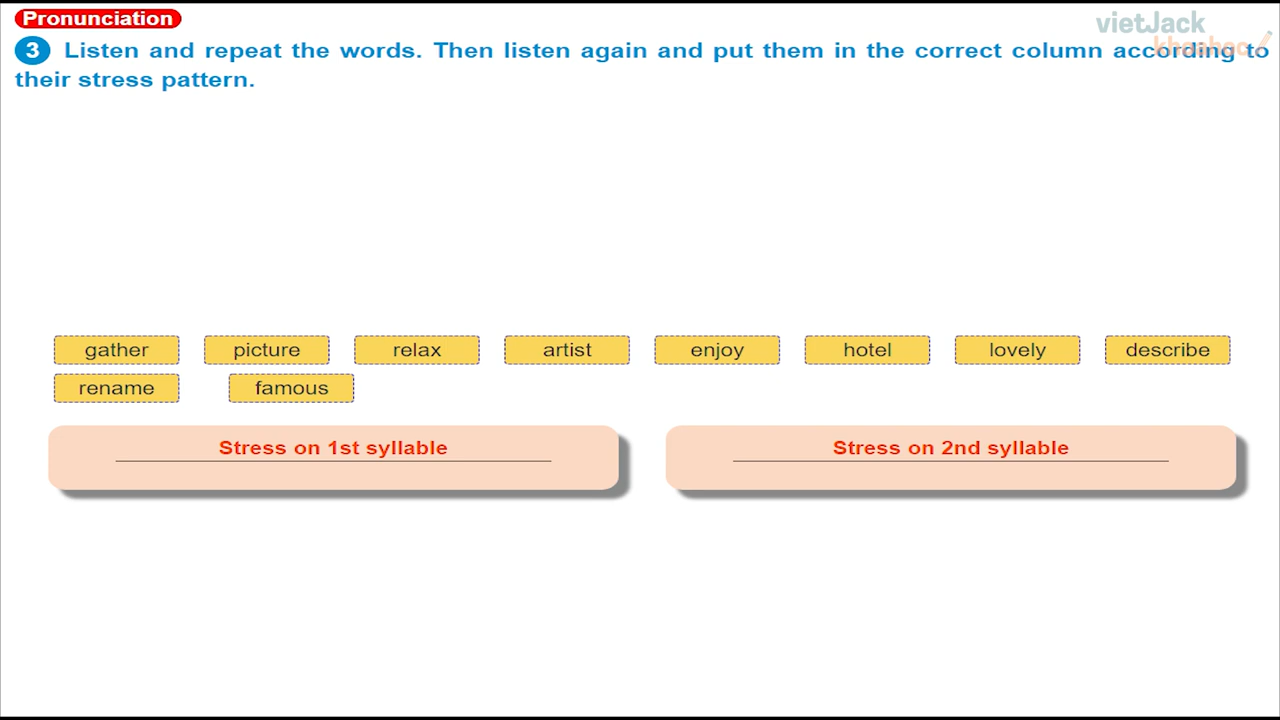 Pronunciation
vietJack
khoahoc
3 Listen and repeat the words. Then listen again and put them in the correct column according to
their stress pattern.
gather picture relax artist enjoy hotel lovely describe
rename famous
Stress on 1st syllable Stress on 2nd syllable